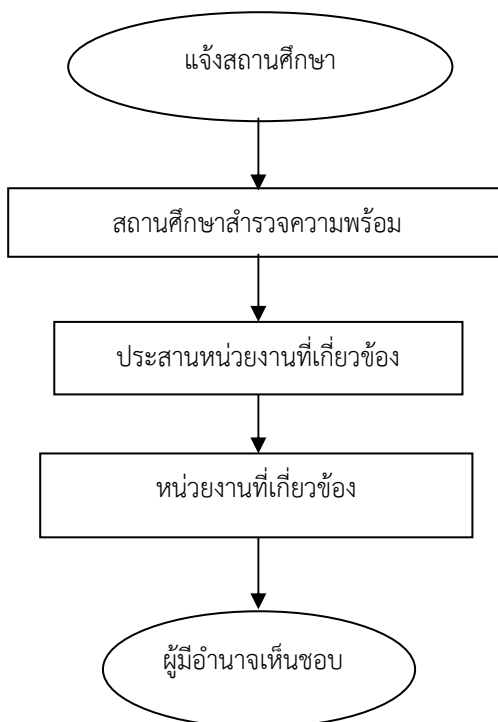 แจ้งสถานศึกษา
สถานศึกษาสำรวจความพร้อม
ประสานหน่วยงานที่เกี่ยวข้อง
หน่วยงานที่เกี่ยวข้อง
ผู้มีอำนาจเห็นชอบ